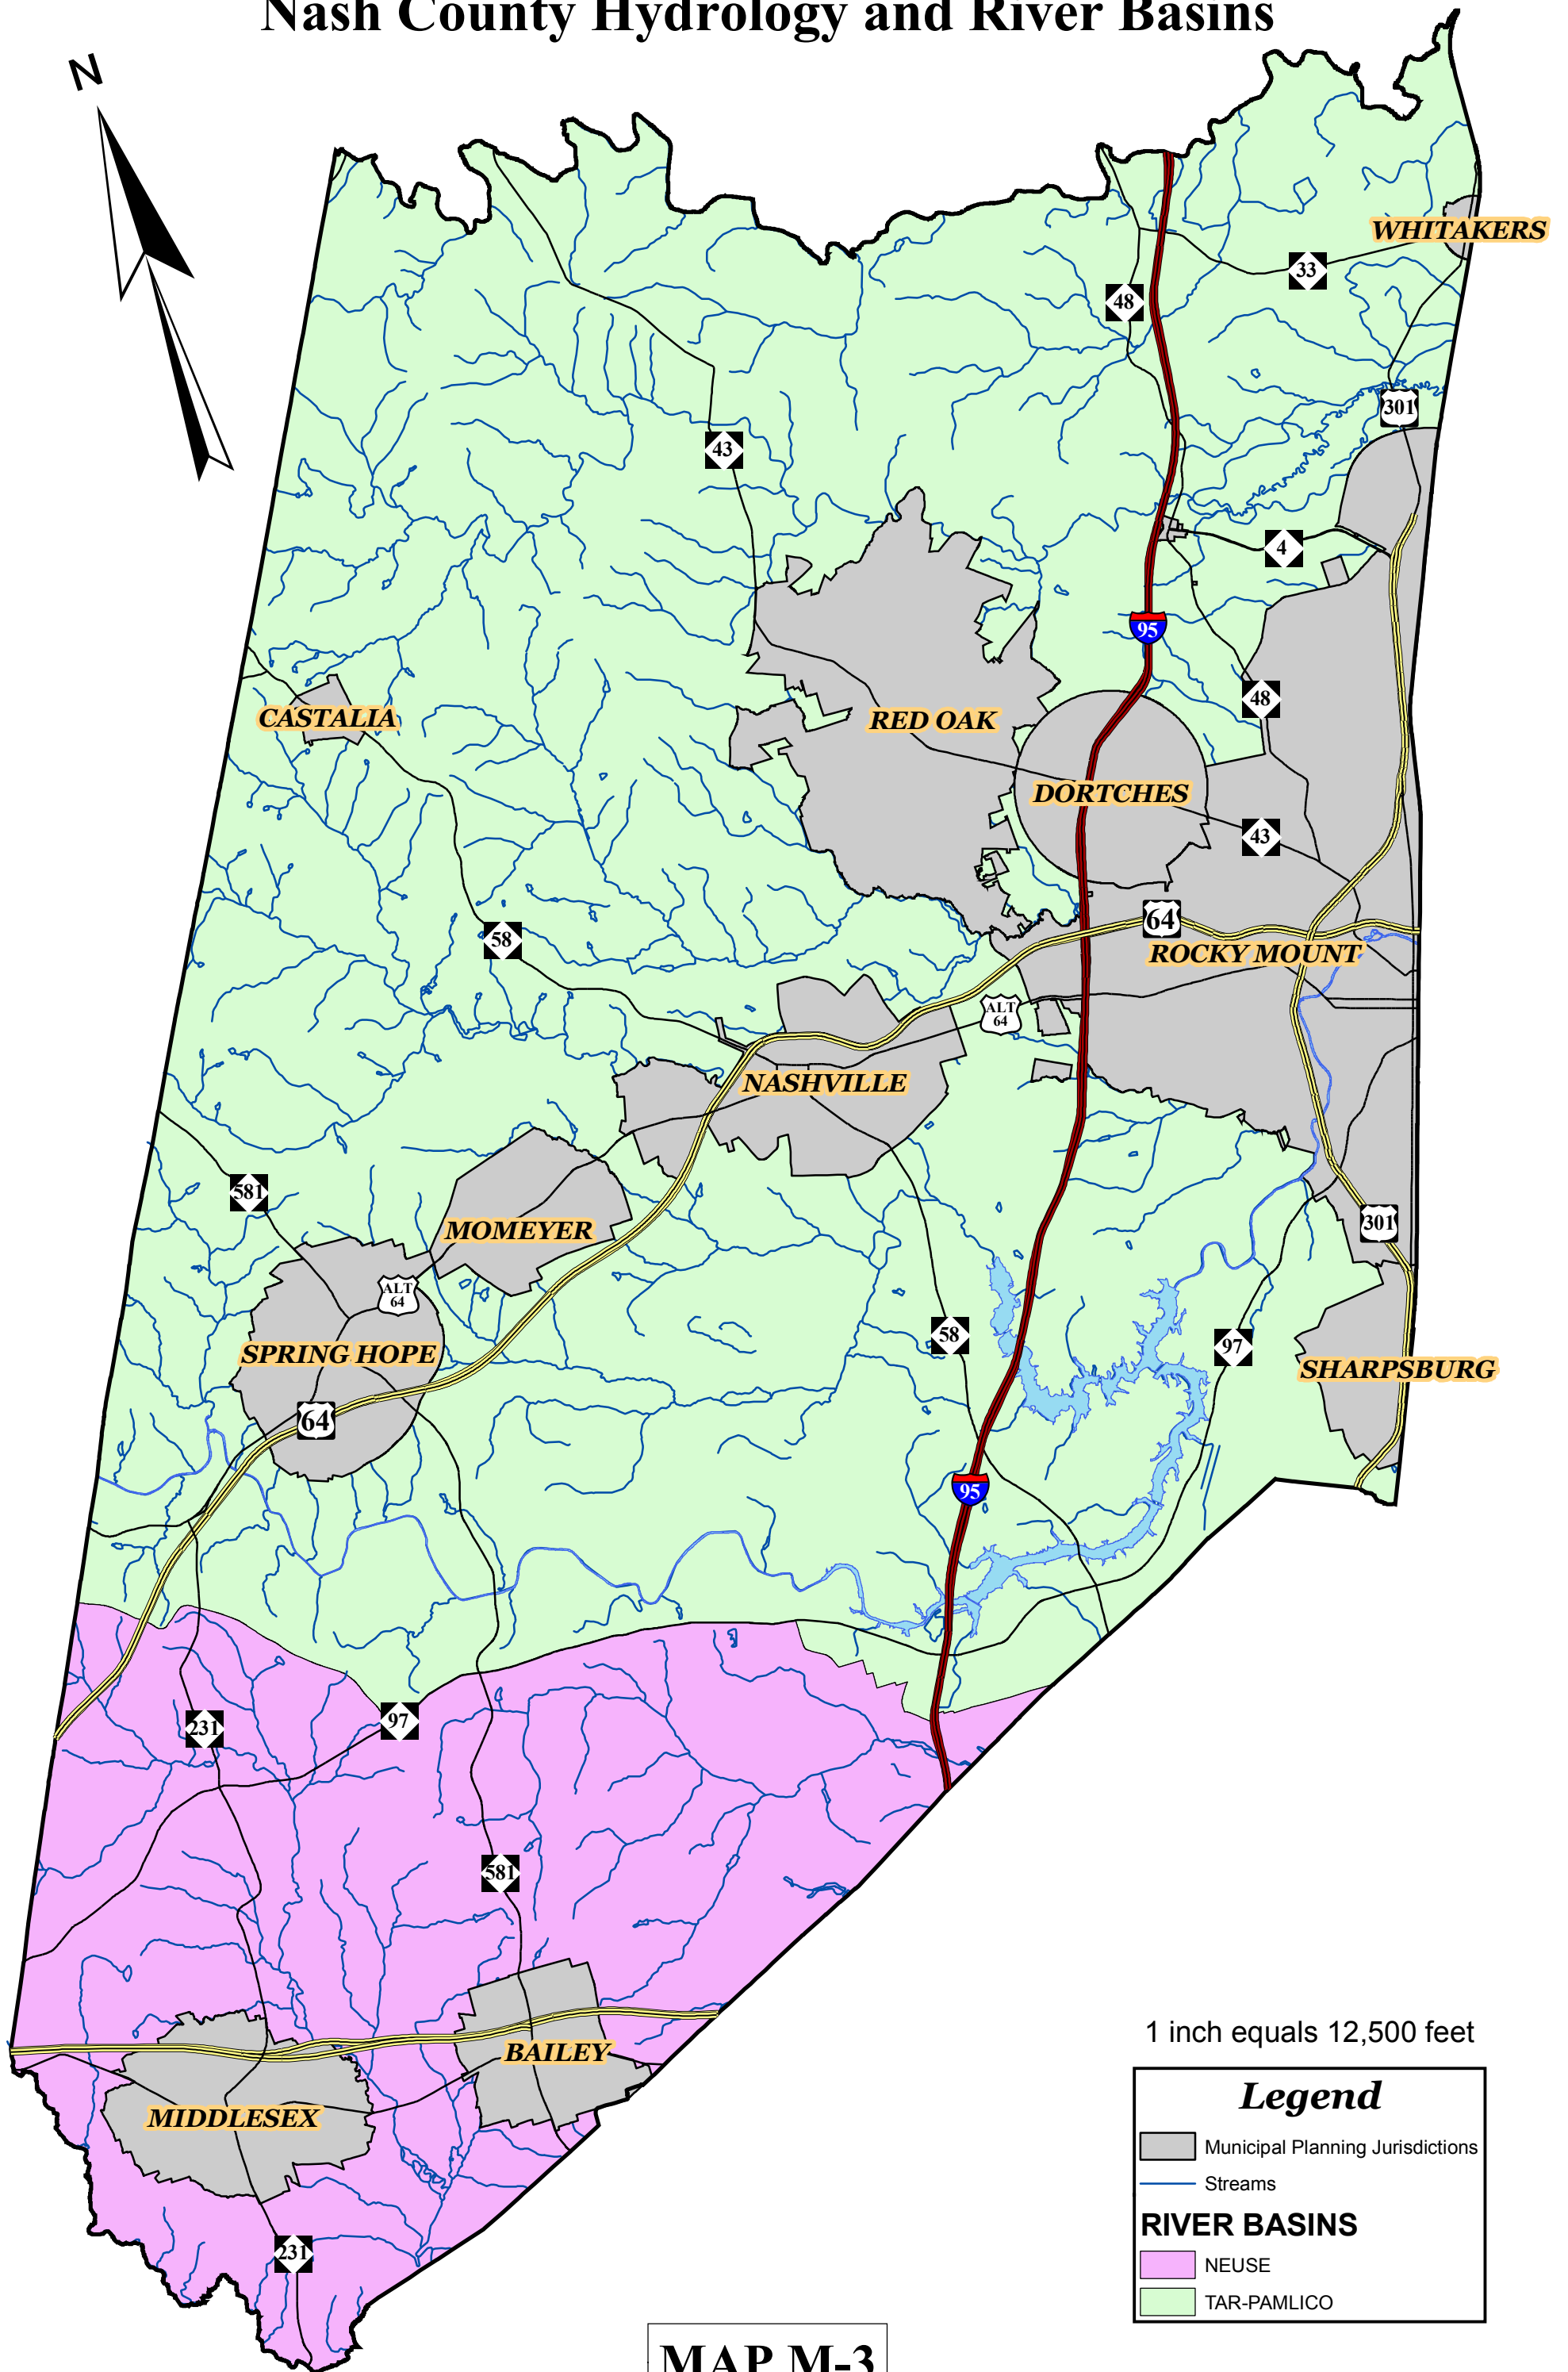 Nash County Hydrology and River Basins
N
WHITAKERS
33
48
301
43
4
95
48
CASTALIA
RED OAK
DORTCHES
43
64
58
ROCKY MOUNT
ALT
64
NASHVILLE
581
MOMEYER
301
ALT
64
58
97
SPRING HOPE
SHARPSBURG
64
95
231
97
581
BAILEY
MIDDLESEX
231
1 inch equals 12,500 feet
Legend
Municipal Planning Jurisdictions
Streams
RIVER BASINS
NEUSE
TAR-PAMLICO
MAP M-3